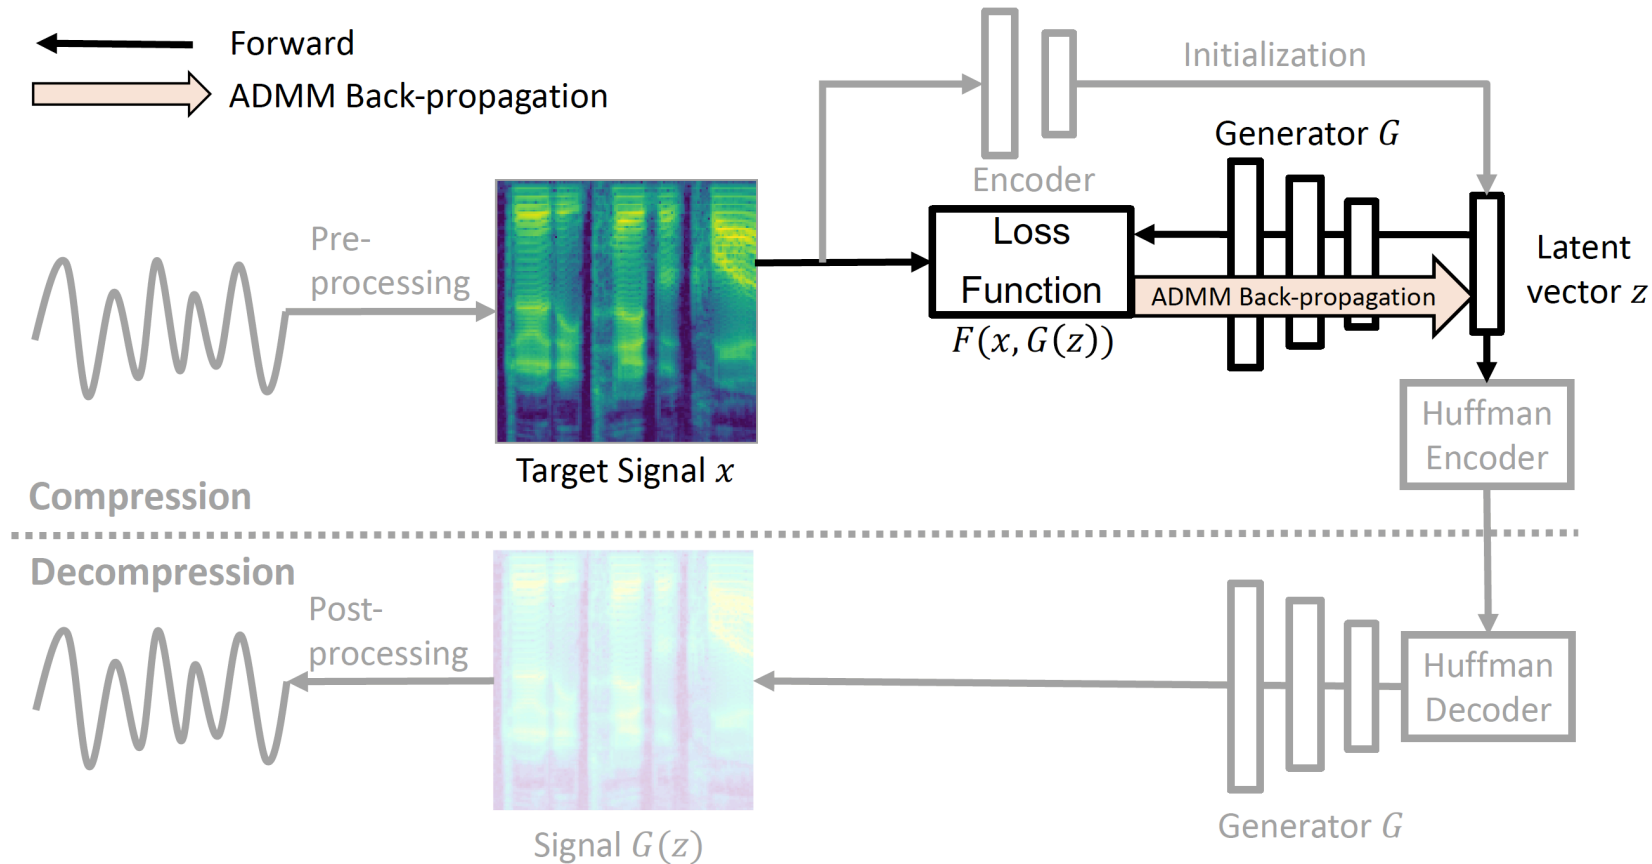 Forward
ADMM Back-propagation
Initialization
Generator G
Encoder
Pre-
processing
Loss
Function
F(x, G(z))
ADMM Back-propagation
Latent
vector z
Target Signal x
Huffman
Encoder
Compression
Decompression
Post-
processing
Huffman
Decoder
Generator G
Signal G(z)